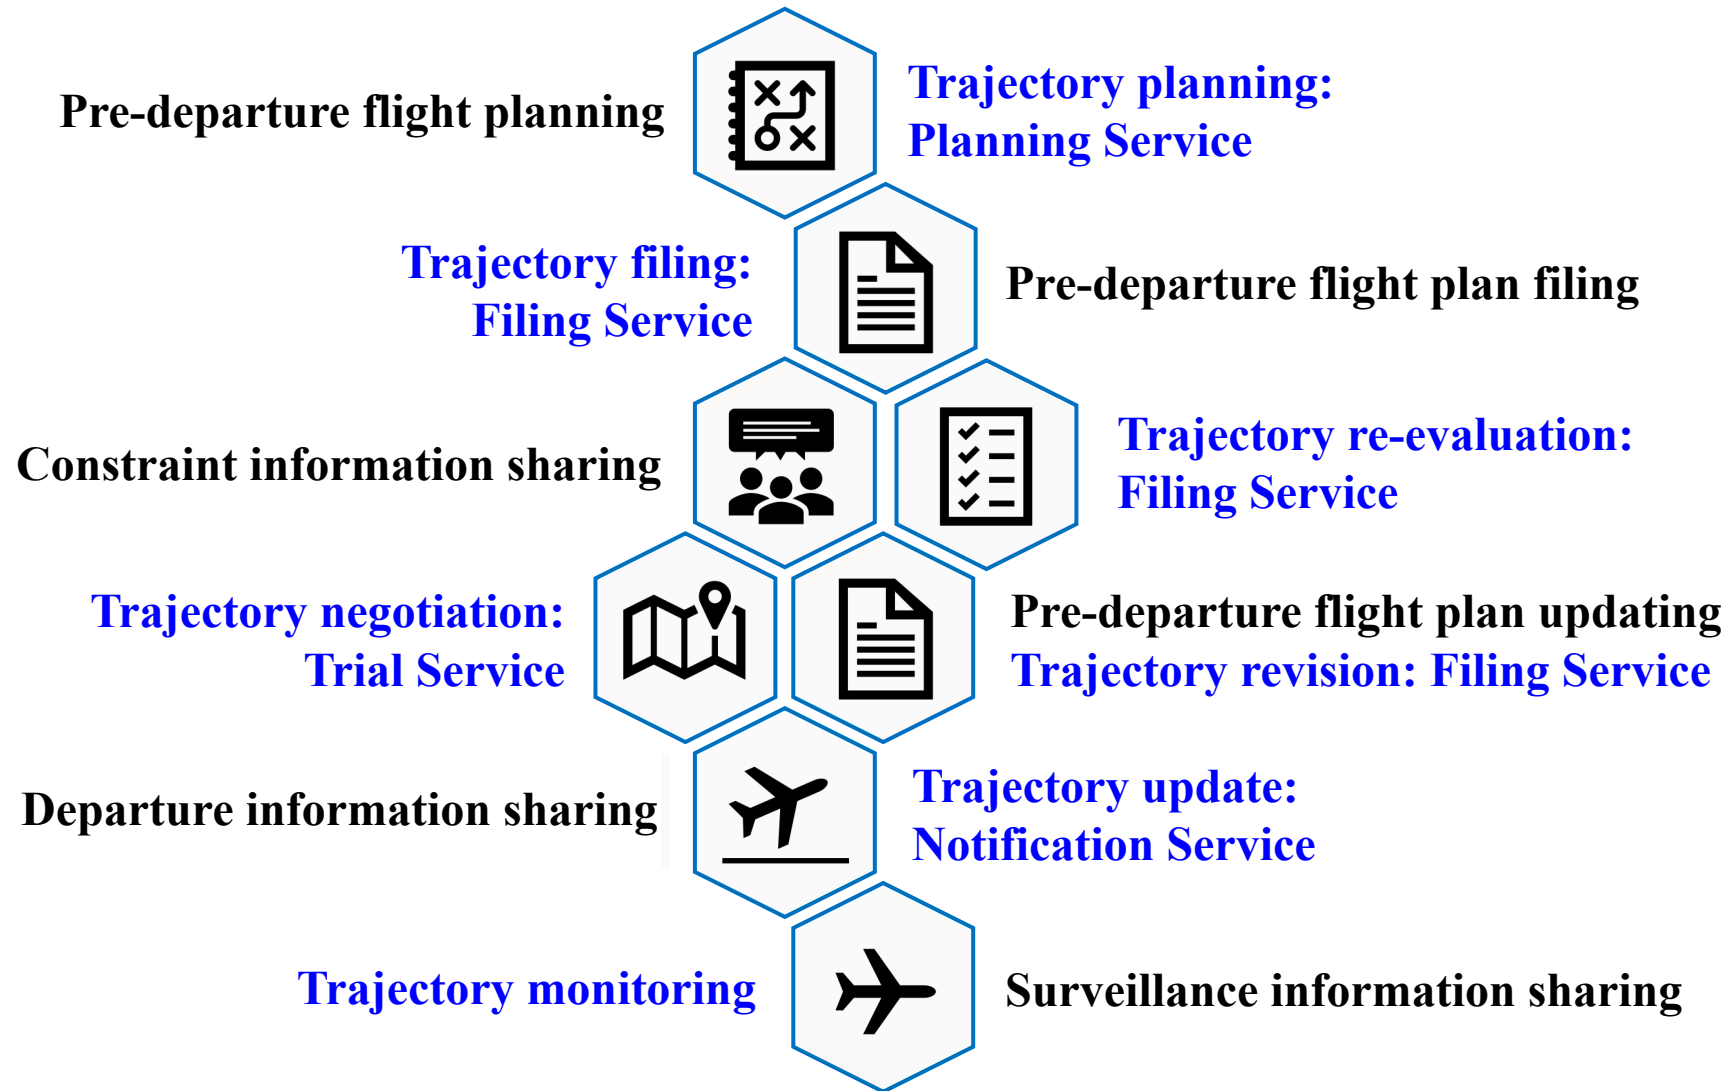 Pre-departure flight planning
Trajectory planning:
Planning Service
Trajectory filing:
Filing Service
Pre-departure flight plan filing
Constraint information sharing
Trajectory re-evaluation:
Filing Service
Trajectory negotiation:
Trial Service
Pre-departure flight plan updating
Trajectory revision: Filing Service
Departure information sharing
Trajectory update:
Notification Service
Trajectory monitoring
Surveillance information sharing